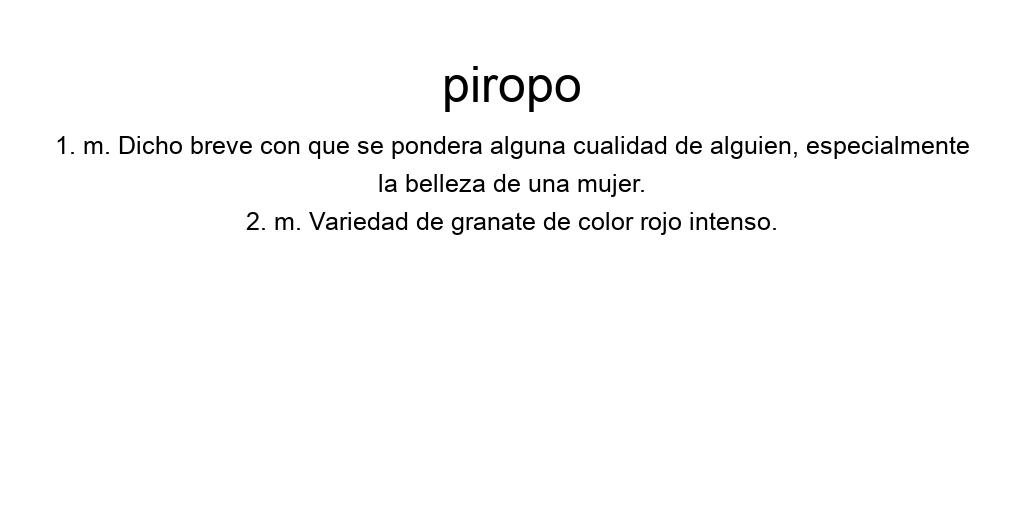 piropo
1. m. Dicho breve con que se pondera alguna cualidad de alguien, especialmente
la belleza de una mujer.
2. m. Variedad de granate de color rojo intenso.